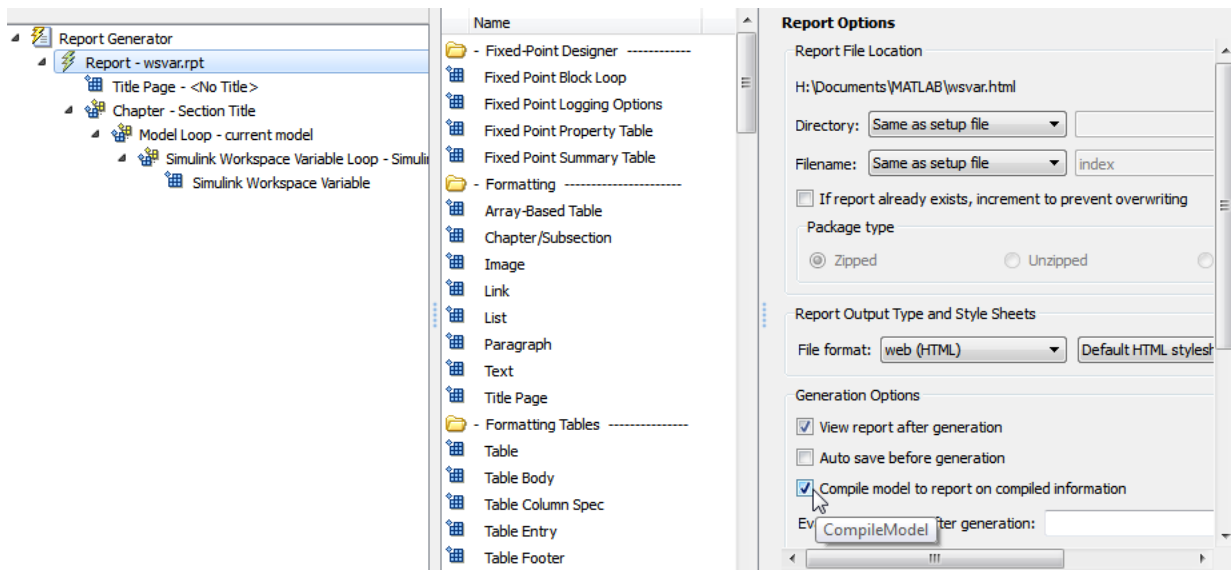 Report Generator
Report - wsvar.rpt
Title Page - <No Title>
Chapter - Section Title
Model Loop - current model
Simulink Workspace Variable Loop -
Simulink Workspace Variable
Name
- Fixed-Point Designer ------------
Fixed Point Block Loop
Fixed Point Logging Options
Fixed Point Property Table
Fixed Point Summary Table
- Formatting ----------------------
Array-Based Table
Chapter/Subsection
Image
Link
List
Paragraph
Text
Title Page
- Formatting Tables ---------------
Table
Table Body
Table Column Spec
Table Entry
Table Footer
Report Options
Report File Location
H:\Documents\MATLAB\wsvar.html
Directory: Same as setup file
Filename: Same as setup file index
If report already exists, increment to prevent overwriting
Package type
Zipped Unzipped
Report Output Type and Style Sheets
File format: web (HTML) Default HTML
Generation Options
View report after generation
Auto save before generation
Compile model to report on compiled information
generation:
CompileModel